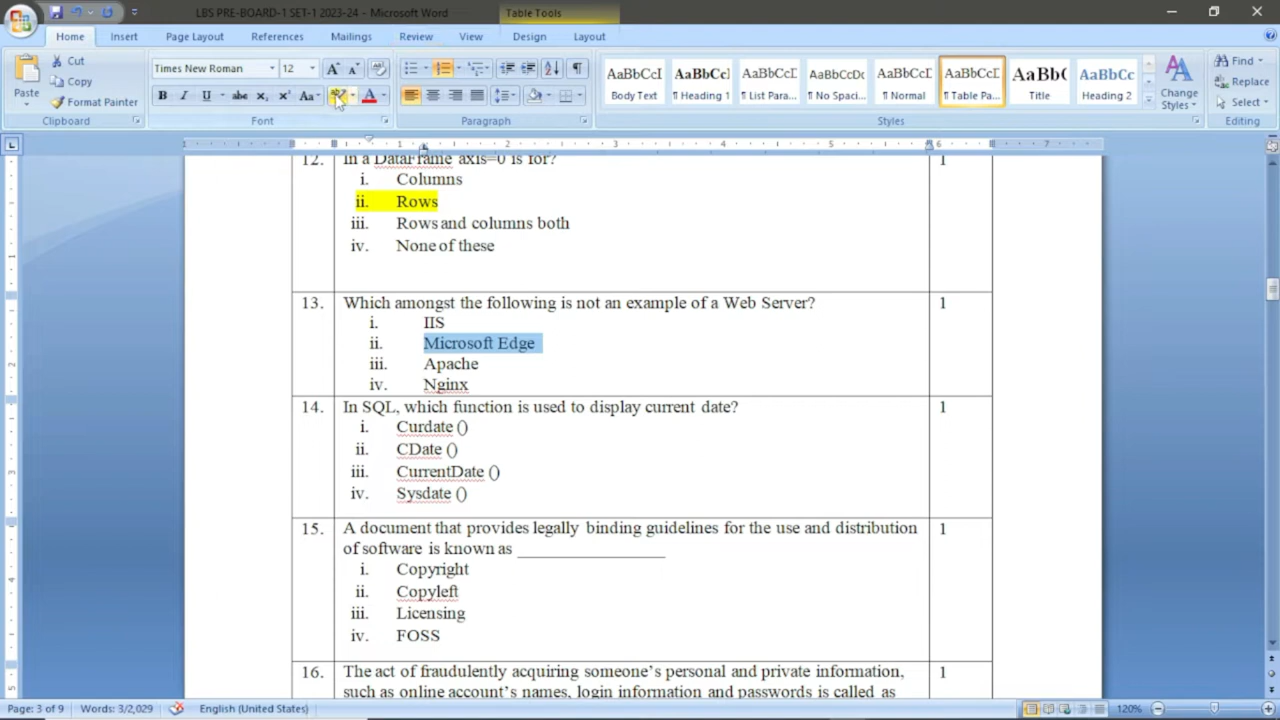 LBS PRE-BOARD-1 SET-1 2023-24 - Microsoft Word
Table Tools
Home Insert Page Layout References Mailings Review View Design Layout
Paste
Cut
Copy
Format Painter
Clipboard
Times New Roman 12
Font
Paragraph
AaBbCcI AaBbCc AaBbCcI AaBbCcDc AaBbCcI AaBbCcI AaBb( AaBbCc
Body Text ¶ Heading 1 ¶ List Para... ¶ No Spaci... ¶ Normal ¶ Table Pa... Title Heading 2
Change Styles
Styles
Find
Replace
Select
Editing
12. In a DataFrame axis=0 is for? 1
i. Columns
ii. Rows
iii. Rows and columns both
iv. None of these
13. Which amongst the following is not an example of a Web Server? 1
i. IIS
ii. Microsoft Edge
iii. Apache
iv. Nginx
14. In SQL, which function is used to display current date? 1
i. Curdate ()
ii. CDate ()
iii. CurrentDate ()
iv. Sysdate ()
15. A document that provides legally binding guidelines for the use and distribution 1
of software is known as ________________
i. Copyright
ii. Copyleft
iii. Licensing
iv. FOSS
16. The act of fraudulently acquiring someone’s personal and private information, 1
such as online account’s names, login information and passwords is called as
Page: 3 of 9 Words: 3/2,029 English (United States) 120%